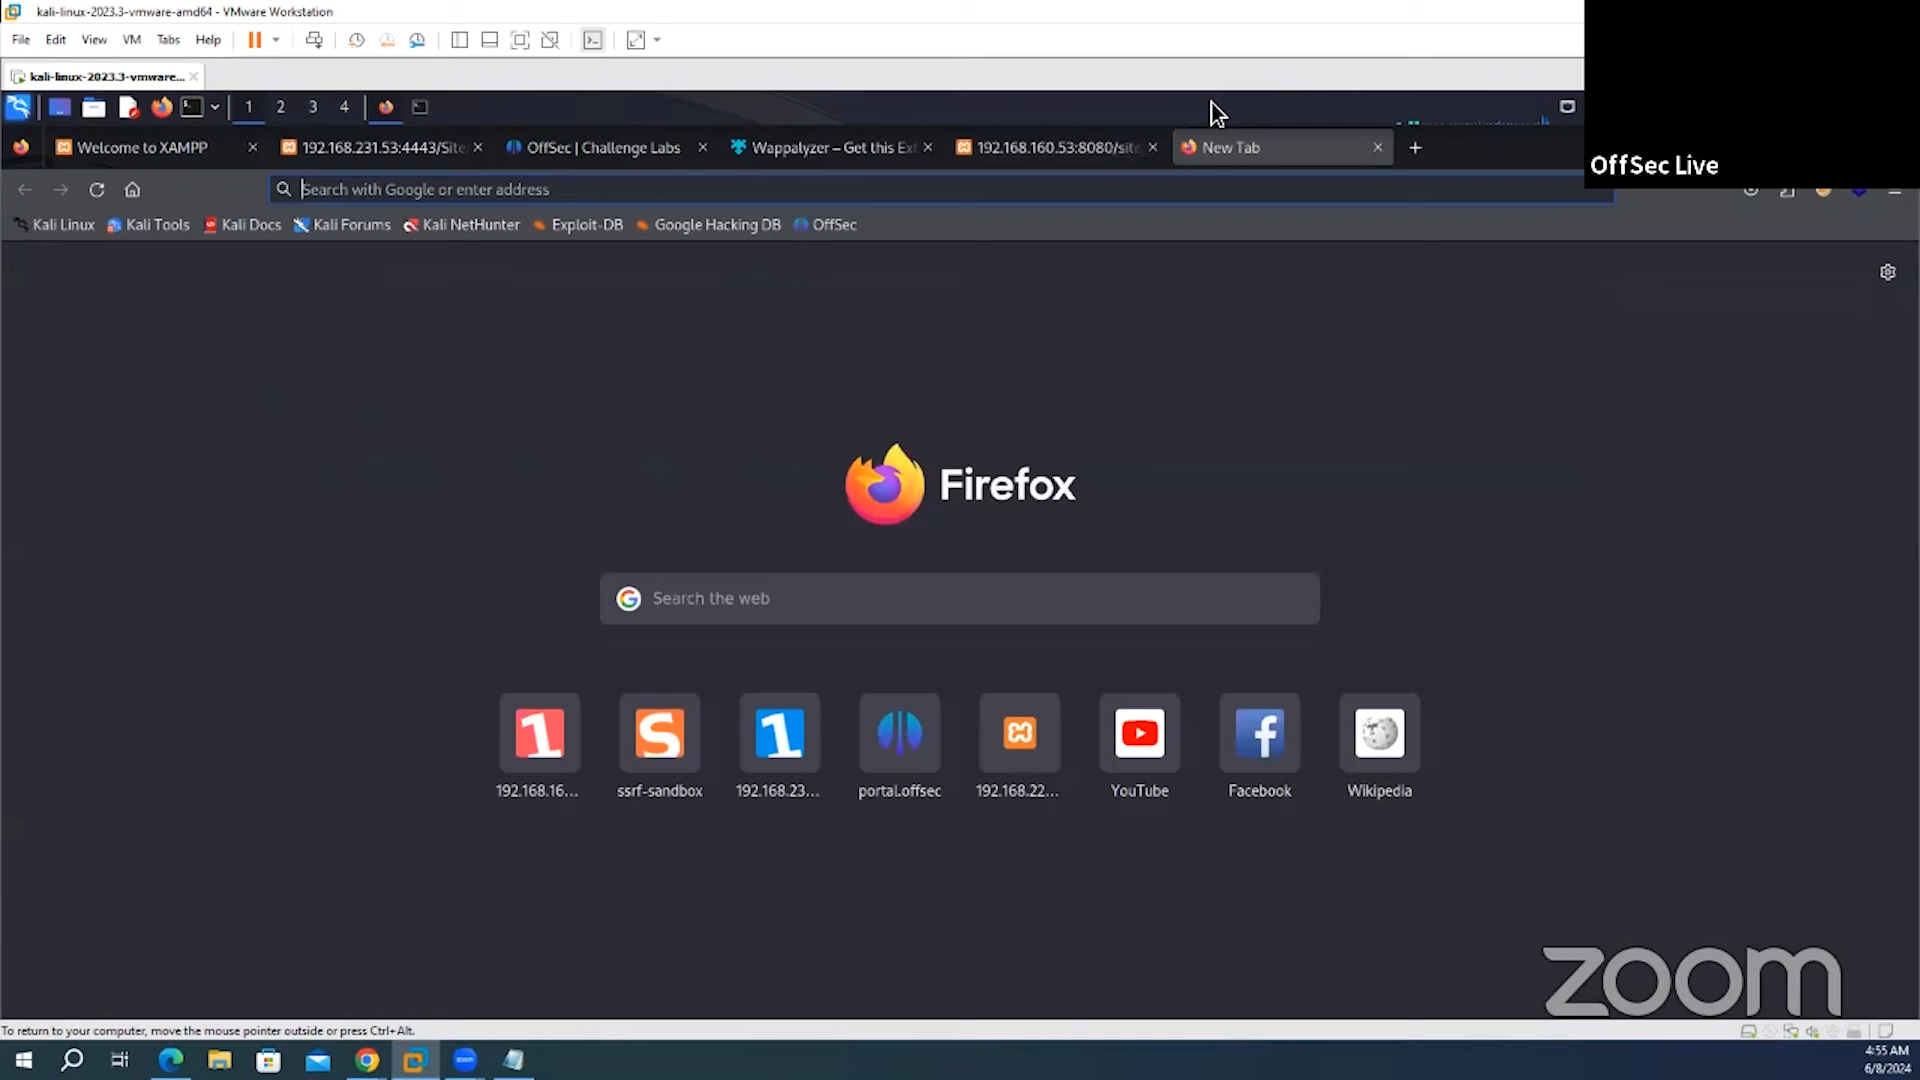 kali-linux-2023.3-vmware-amd64 - VMware Workstation
File Edit View VM Tabs Help
kali-linux-2023.3-vmware...
1 2 3 4
Welcome to XAMPP 192.168.231.53:4443/Site OffSec | Challenge Labs Wappalyzer – Get this Ext 192.168.160.53:8080/site New Tab
OffSec Live
Search with Google or enter address
Kali Linux Kali Tools Kali Docs Kali Forums Kali NetHunter Exploit-DB Google Hacking DB OffSec
Firefox
Search the web
1 S 1
192.168.16... ssrf-sandbox 192.168.23... portal.offsec 192.168.22... YouTube Facebook Wikipedia
zoom
To return to your computer, move the mouse pointer outside or press Ctrl+Alt.
zoom
4:55 AM
6/8/2024